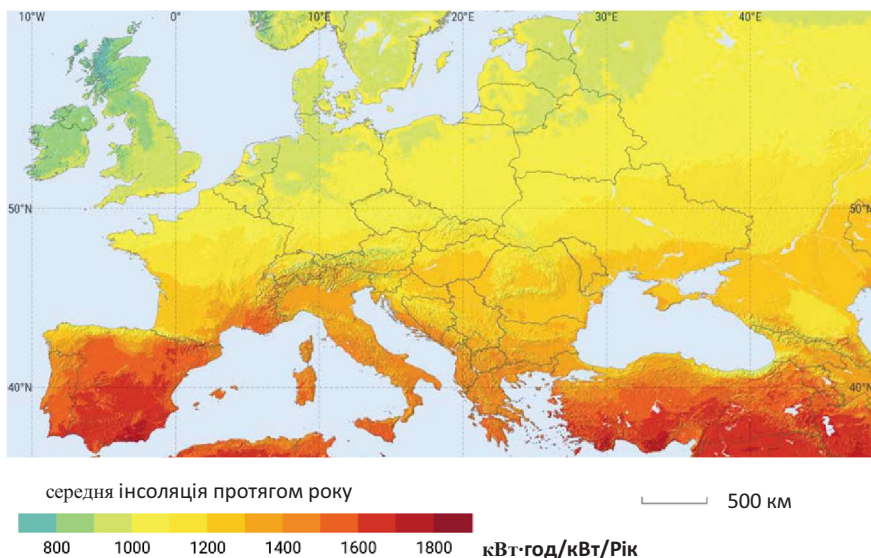 10°W 0° 10°E 20°E 30°E 40°E
50°N 50°N
40°N 40°N
середня інсоляція протягом року
500 км
800 1000 1200 1400 1600 1800 кВт·год/кВт/Рік